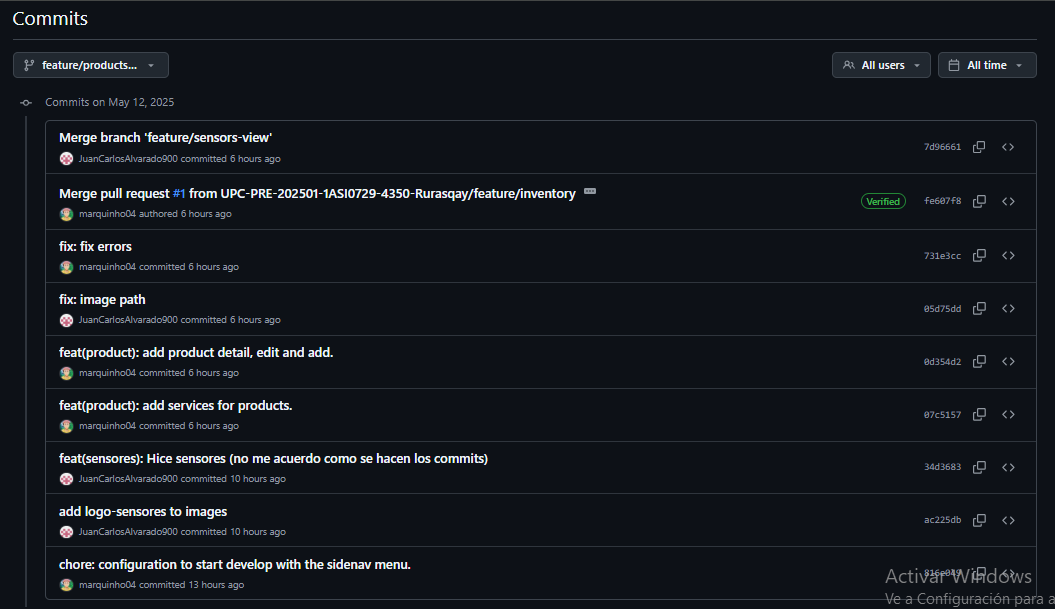 Commits
feature/products...
All users
All time
Commits on May 12, 2025
Merge branch 'feature/sensors-view'
JuanCarlosAlvarado900 committed 6 hours ago
7d96661
Merge pull request #1 from UPC-PRE-202501-1ASI0729-4350-Rurasqay/feature/inventory
marquinho04 authored 6 hours ago
Verified
fe607f8
fix: fix errors
marquinho04 committed 6 hours ago
731e3cc
fix: image path
JuanCarlosAlvarado900 committed 6 hours ago
05d75dd
feat(product): add product detail, edit and add.
marquinho04 committed 6 hours ago
0d354d2
feat(product): add services for products.
marquinho04 committed 6 hours ago
07c5157
feat(sensores): Hice sensores (no me acuerdo como se hacen los commits)
JuanCarlosAlvarado900 committed 10 hours ago
34d3683
add logo-sensores to images
JuanCarlosAlvarado900 committed 10 hours ago
ac225db
chore: configuration to start develop with the sidenav menu.
marquinho04 committed 13 hours ago
Activar Windows
Ve a Configuración para a